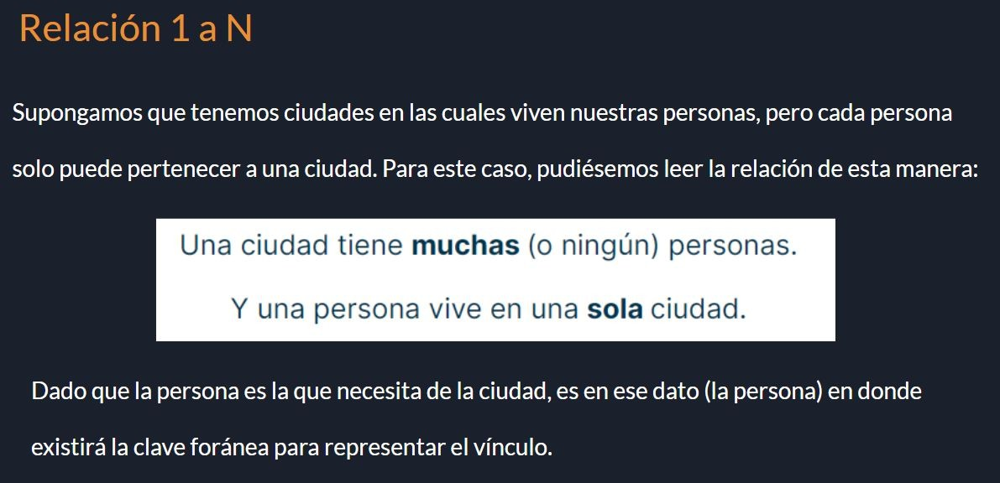 Relación 1 a N
Supongamos que tenemos ciudades en las cuales viven nuestras personas, pero cada persona
solo puede pertenecer a una ciudad. Para este caso, pudiésemos leer la relación de esta manera:
Una ciudad tiene muchas (o ningún) personas.
Y una persona vive en una sola ciudad.
Dado que la persona es la que necesita de la ciudad, es en ese dato (la persona) en donde
existirá la clave foránea para representar el vínculo.